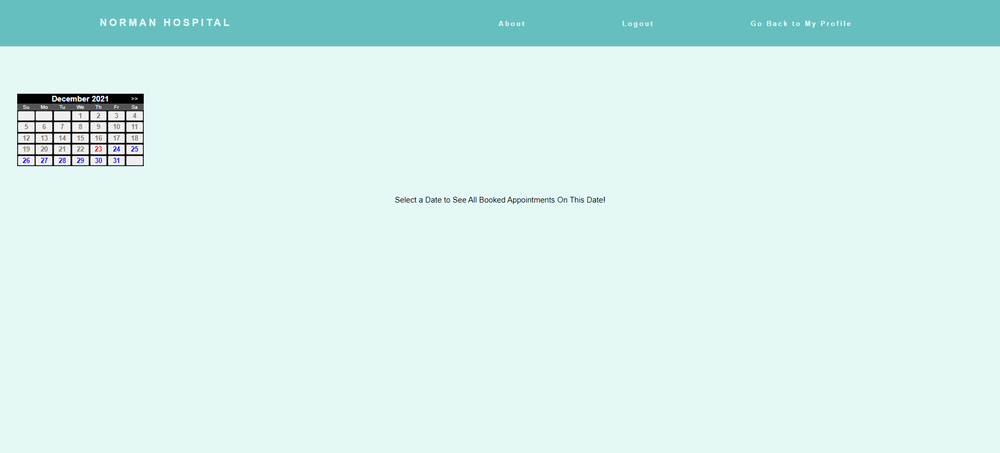 NORMAN HOSPITAL
About Logout Go Back to My Profile
December 2021 >>
Su Mo Tu We Th Fr Sa
1 2 3 4
5 6 7 8 9 10 11
12 13 14 15 16 17 18
19 20 21 22 23 24 25
26 27 28 29 30 31
Select a Date to See All Booked Appointments On This Date!